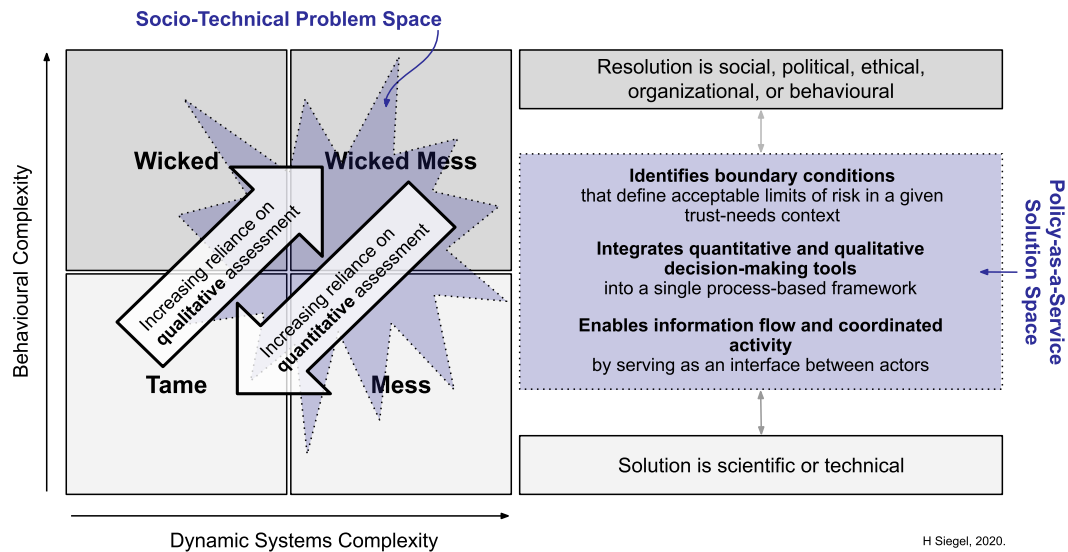 Socio-Technical Problem Space
Behavioural Complexity
Wicked
Wicked Mess
Increasing reliance on
qualitative assessment
Increasing reliance on
quantitative assessment
Tame
Mess
Dynamic Systems Complexity
Resolution is social, political, ethical,
organizational, or behavioural
Identifies boundary conditions
that define acceptable limits of risk in a given
trust-needs context
Integrates quantitative and qualitative
decision-making tools
into a single process-based framework
Enables information flow and coordinated
activity
by serving as an interface between actors
Policy-as-a-Service
Solution Space
Solution is scientific or technical
H Siegel, 2020.